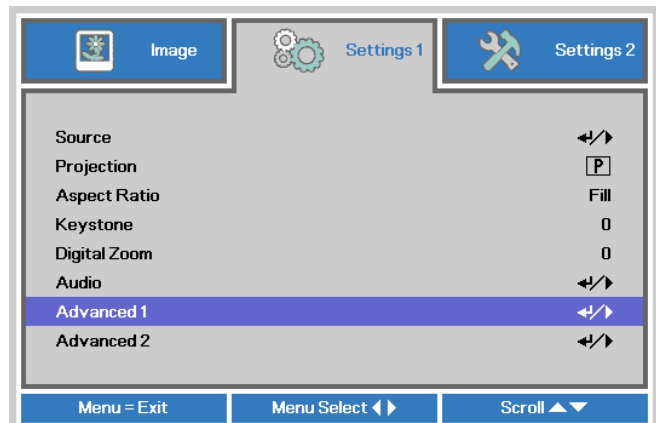 Image Settings 1 Settings 2
Source ↵/▶
Projection P
Aspect Ratio Fill
Keystone 0
Digital Zoom 0
Audio ↵/▶
Advanced 1 ↵/▶
Advanced 2 ↵/▶
Menu = Exit Menu Select ◀▶ Scroll ▲▼